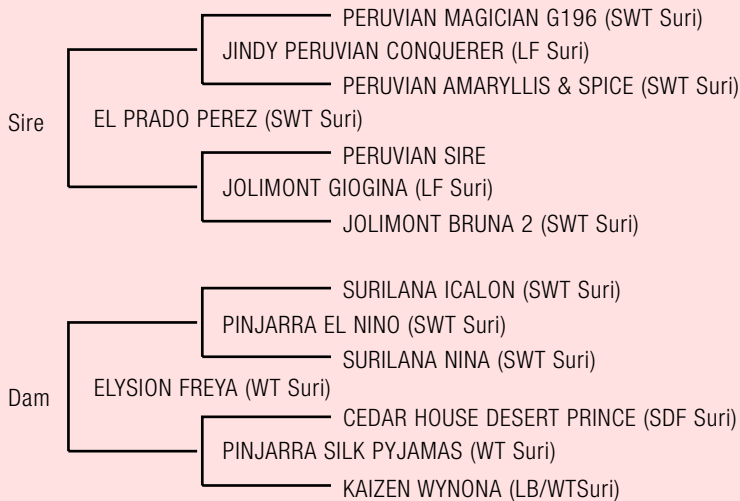 PERUVIAN MAGICIAN G196 (SWT Suri)
JINDY PERUVIAN CONQUERER (LF Suri)
PERUVIAN AMARYLLIS & SPICE (SWT Suri)
Sire
EL PRADO PEREZ (SWT Suri)
PERUVIAN SIRE
JOLIMONT GIOGINA (LF Suri)
JOLIMONT BRUNA 2 (SWT Suri)
SURILANA ICALON (SWT Suri)
PINJARRA EL NINO (SWT Suri)
SURILANA NINA (SWT Suri)
Dam
ELYSION FREYA (WT Suri)
CEDAR HOUSE DESERT PRINCE (SDF Suri)
PINJARRA SILK PYJAMAS (WT Suri)
KAIZEN WYNONA (LB/WTSuri)